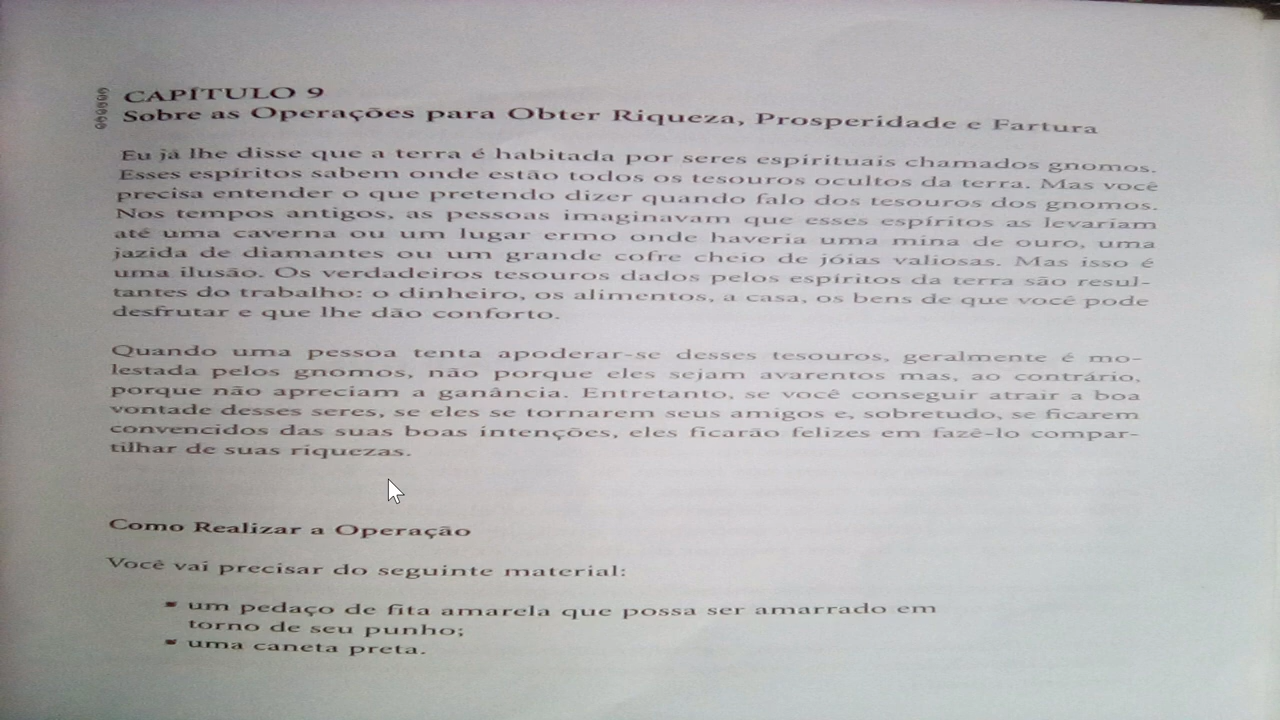 CAPÍTULO 9
Sobre as Operações para Obter Riqueza, Prosperidade e Fartura
Eu já lhe disse que a terra é habitada por seres espirituais chamados gnomos.
Esses espíritos sabem onde estão todos os tesouros ocultos da terra. Mas você
precisa entender o que pretendo dizer quando falo dos tesouros dos gnomos.
Nos tempos antigos, as pessoas imaginavam que esses espíritos as levariam
até uma caverna ou um lugar ermo onde haveria uma mina de ouro, uma
jazida de diamantes ou um grande cofre cheio de jóias valiosas. Mas isso é
uma ilusão. Os verdadeiros tesouros dados pelos espíritos da terra são resul-
tantes do trabalho: o dinheiro, os alimentos, a casa, os bens de que você pode
desfrutar e que lhe dão conforto.
Quando uma pessoa tenta apoderar-se desses tesouros, geralmente é mo-
lestada pelos gnomos, não porque eles sejam avarentos mas, ao contrário,
porque não apreciam a ganância. Entretanto, se você conseguir atrair a boa
vontade desses seres, se eles se tornarem seus amigos e, sobretudo, se ficarem
convencidos das suas boas intenções, eles ficarão felizes em fazê-lo compar-
tilhar de suas riquezas.
Como Realizar a Operação
Você vai precisar do seguinte material:
um pedaço de fita amarela que possa ser amarrado em
torno de seu punho;
uma caneta preta.